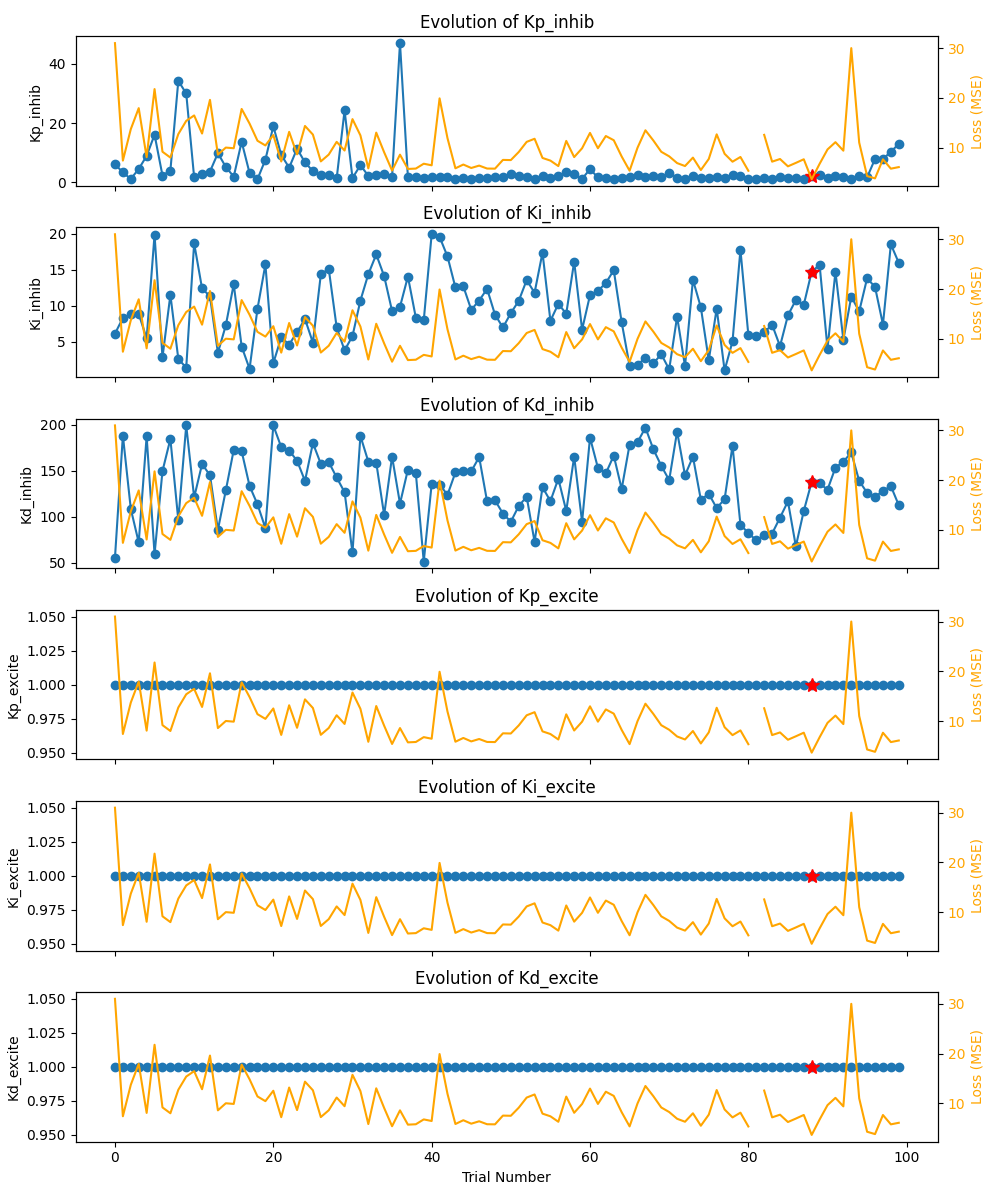 Evolution of Kp_inhib
Kp_inhib
40
20
0
30
20
10
Loss (MSE)
Evolution of Ki_inhib
Ki_inhib
20
15
10
5
30
20
10
Loss (MSE)
Evolution of Kd_inhib
Kd_inhib
200
150
100
50
30
20
10
Loss (MSE)
Evolution of Kp_excite
Kp_excite
1.050
1.025
1.000
0.975
0.950
30
20
10
Loss (MSE)
Evolution of Ki_excite
Ki_excite
1.050
1.025
1.000
0.975
0.950
30
20
10
Loss (MSE)
Evolution of Kd_excite
Kd_excite
1.050
1.025
1.000
0.975
0.950
30
20
10
Loss (MSE)
0 20 40 60 80 100
Trial Number